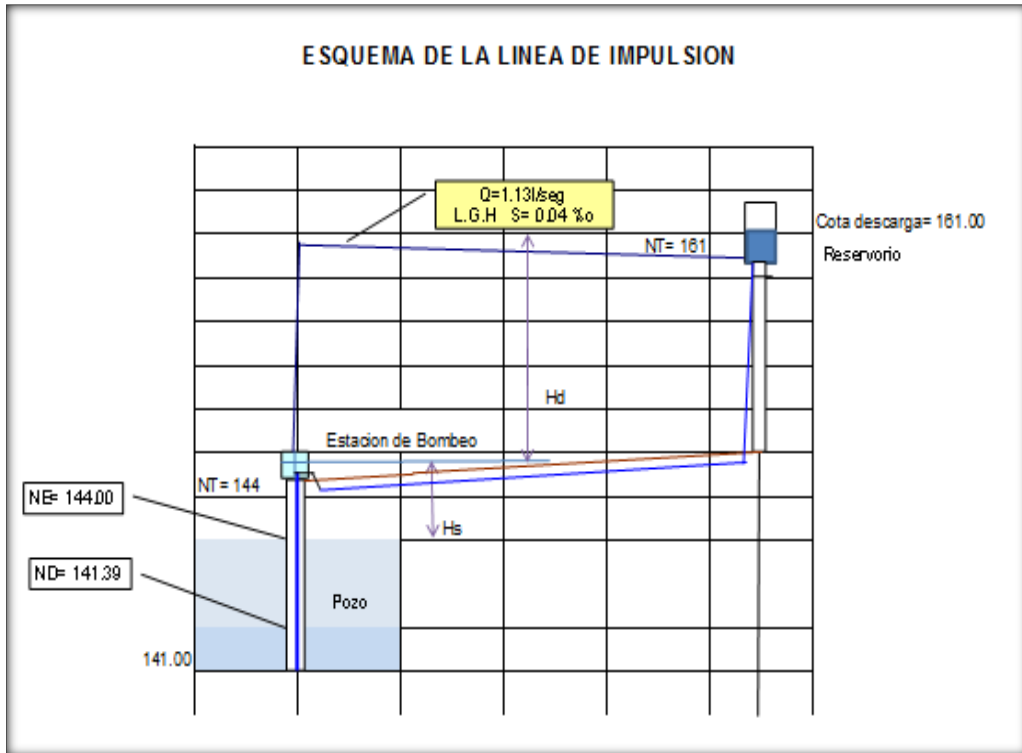 ESQUEMA DE LA LINEA DE IMPULSION
Q=1.13l/seg
L.G.H S= 0.04 %o
Cota descarga= 161.00
NT= 161
Reservorio
Hd
Estacion de Bombeo
NT= 144
NE= 144.00
Hs
ND= 141.39
Pozo
141.00